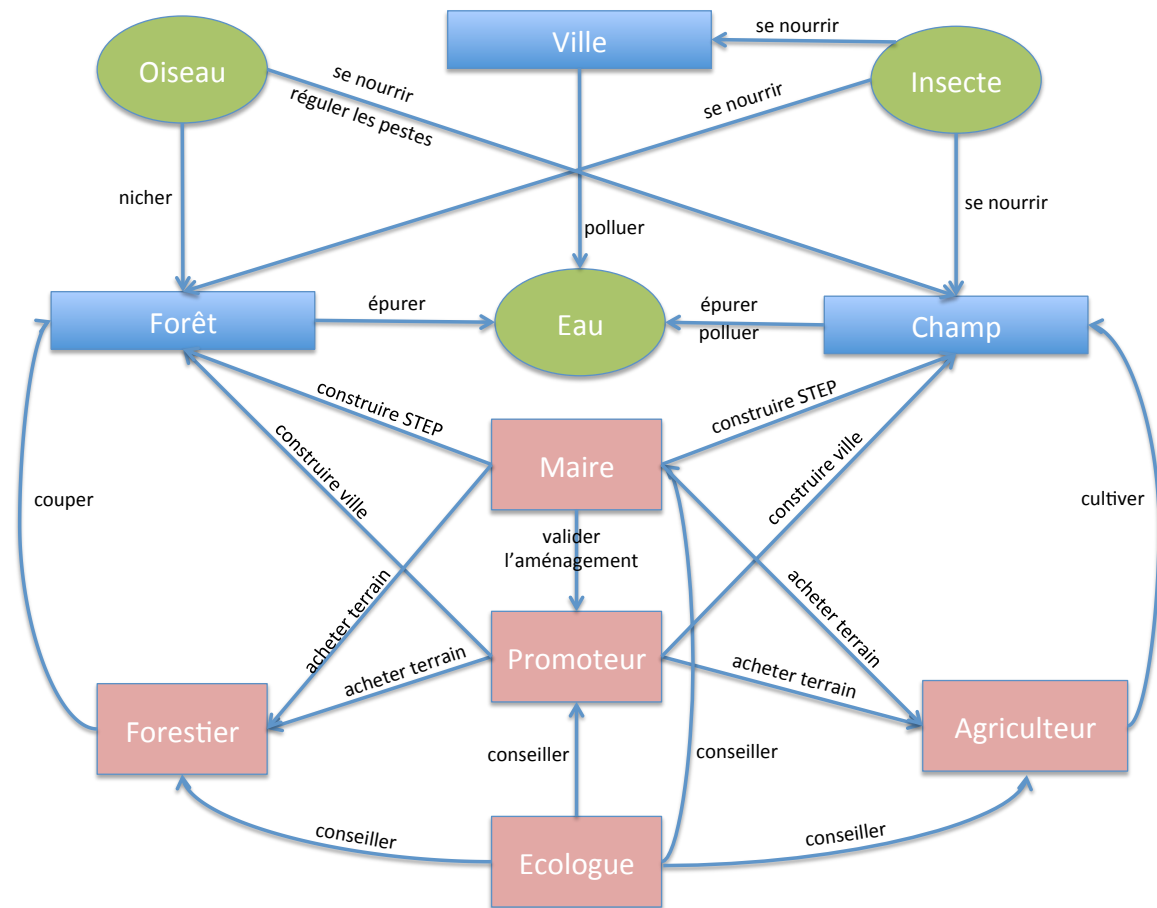 se nourrir
Ville
Oiseau
Insecte
se nourrir
réguler les pestes
se nourrir
nicher
se nourrir
polluer
Forêt
épurer
Eau
épurer
polluer
Champ
construire STEP
construire STEP
Maire
construire ville
construire ville
couper
cultiver
valider
l’aménagement
acheter terrain
acheter terrain
Promoteur
acheter terrain
acheter terrain
Forestier
Agriculteur
conseiller
conseiller
conseiller
Ecologue
conseiller